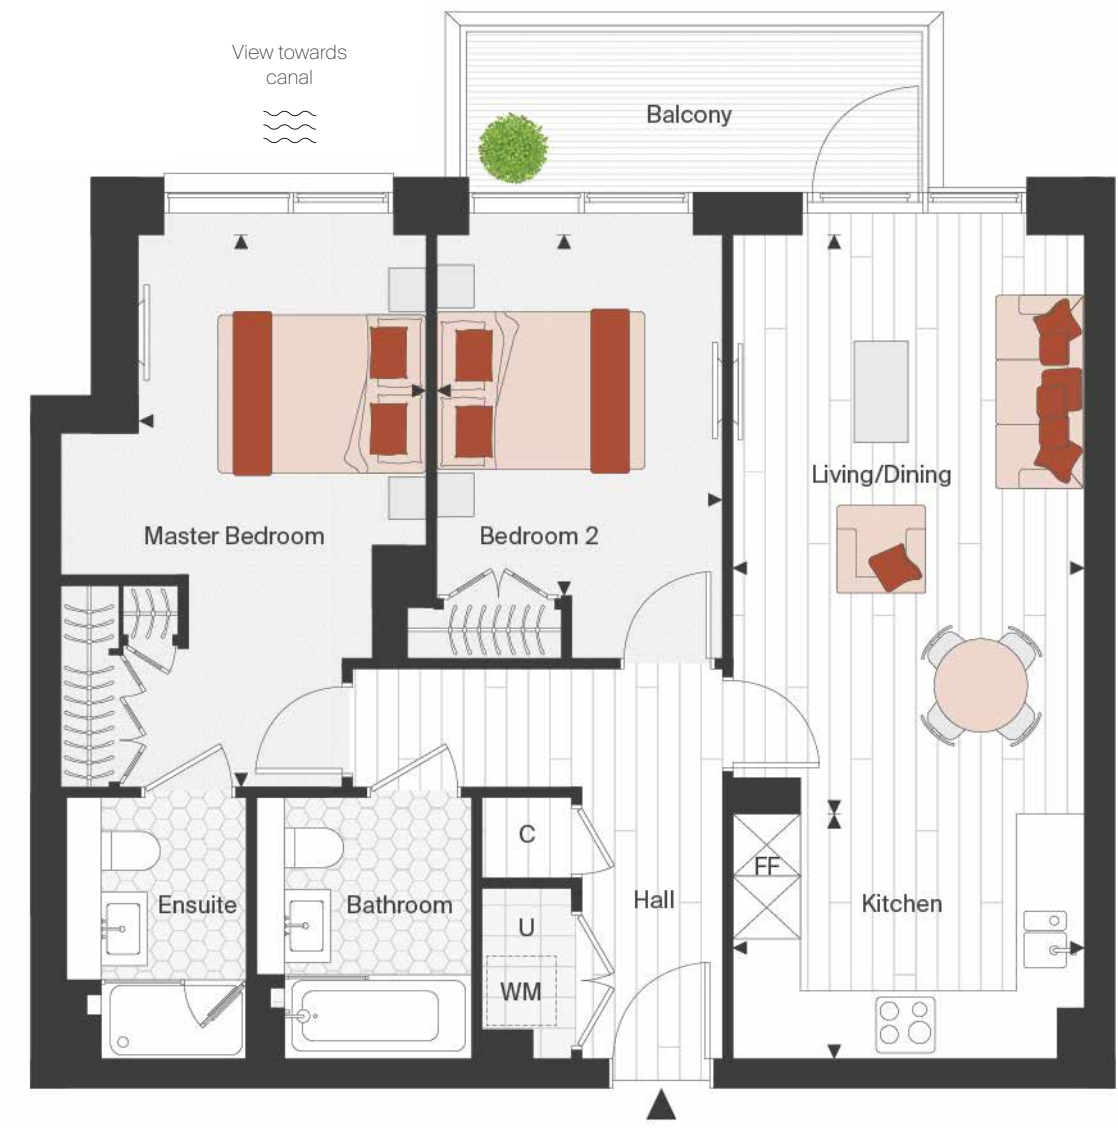 View towards
canal
Balcony
Living/Dining
Master Bedroom
Bedroom 2
C
FF
Hall
Kitchen
Ensuite
Bathroom
U
WM